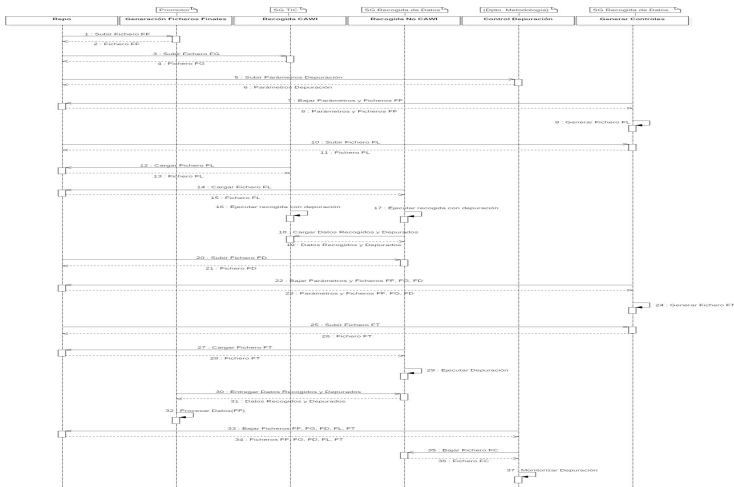 Promotor
SG TIC
SG Recogida de Datos
(Dpto. Metodología)
SG Recogida de Datos
Repo
Generación Ficheros Finales
Recogida CAWI
Recogida No CAWI
Control Depuración
Generar Controles
1 : Subir Fichero FF
2 : Fichero FF
3 : Subir Fichero FG
4 : Fichero FG
5 : Subir Parámetros Depuración
6 : Parámetros Depuración
7 : Bajar Parámetros y Ficheros FF
8 : Parámetros y Ficheros FF
9 : Generar Fichero FL
10 : Subir Fichero FL
11 : Fichero FL
12 : Cargar Fichero FL
13 : Fichero FL
14 : Cargar Fichero FL
15 : Fichero FL
16 : Ejecutar recogida con depuración
17 : Ejecutar recogida con depuración
18 : Cargar Datos Recogidos y Depurados
19 : Datos Recogidos y Depurados
20 : Subir Fichero FD
21 : Fichero FD
22 : Bajar Parámetros y Ficheros FF, FG, FD
23 : Parámetros y Ficheros FF, FG, FD
24 : Generar Fichero FT
25 : Subir Fichero FT
26 : Fichero FT
27 : Cargar Fichero FT
28 : Fichero FT
29 : Ejecutar Depuración
30 : Entregar Datos Recogidos y Depurados
31 : Datos Recogidos y Depurados
32 : Procesar Datos(FF)
33 : Bajar Ficheros FF, FG, FD, FL, FT
34 : Ficheros FF, FG, FD, FL, FT
35 : Bajar Fichero FC
36 : Fichero FC
37 : Monitorizar Depuración